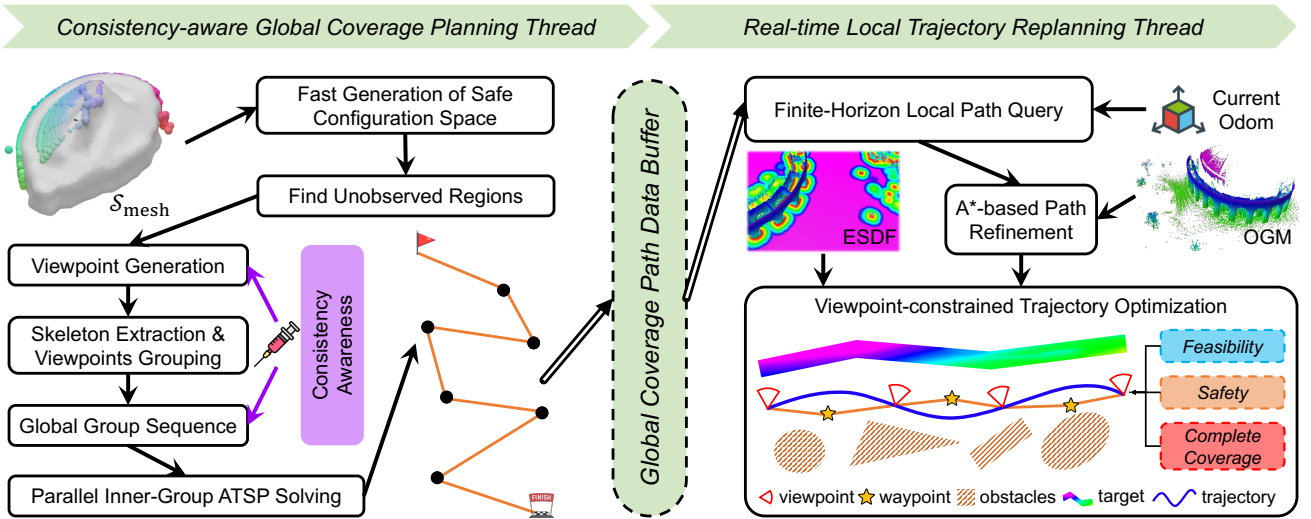 Consistency-aware Global Coverage Planning Thread
Real-time Local Trajectory Replanning Thread
S_mesh
Fast Generation of Safe
Configuration Space
Find Unobserved Regions
Viewpoint Generation
Skeleton Extraction &
Viewpoints Grouping
Global Group Sequence
Parallel Inner-Group ATSP Solving
Consistency
Awareness
FINISH
Global Coverage Path Data Buffer
Finite-Horizon Local Path Query
Current
Odom
ESDF
A*-based Path
Refinement
OGM
Viewpoint-constrained Trajectory Optimization
Feasibility
Safety
Complete
Coverage
viewpoint
waypoint
obstacles
target
trajectory